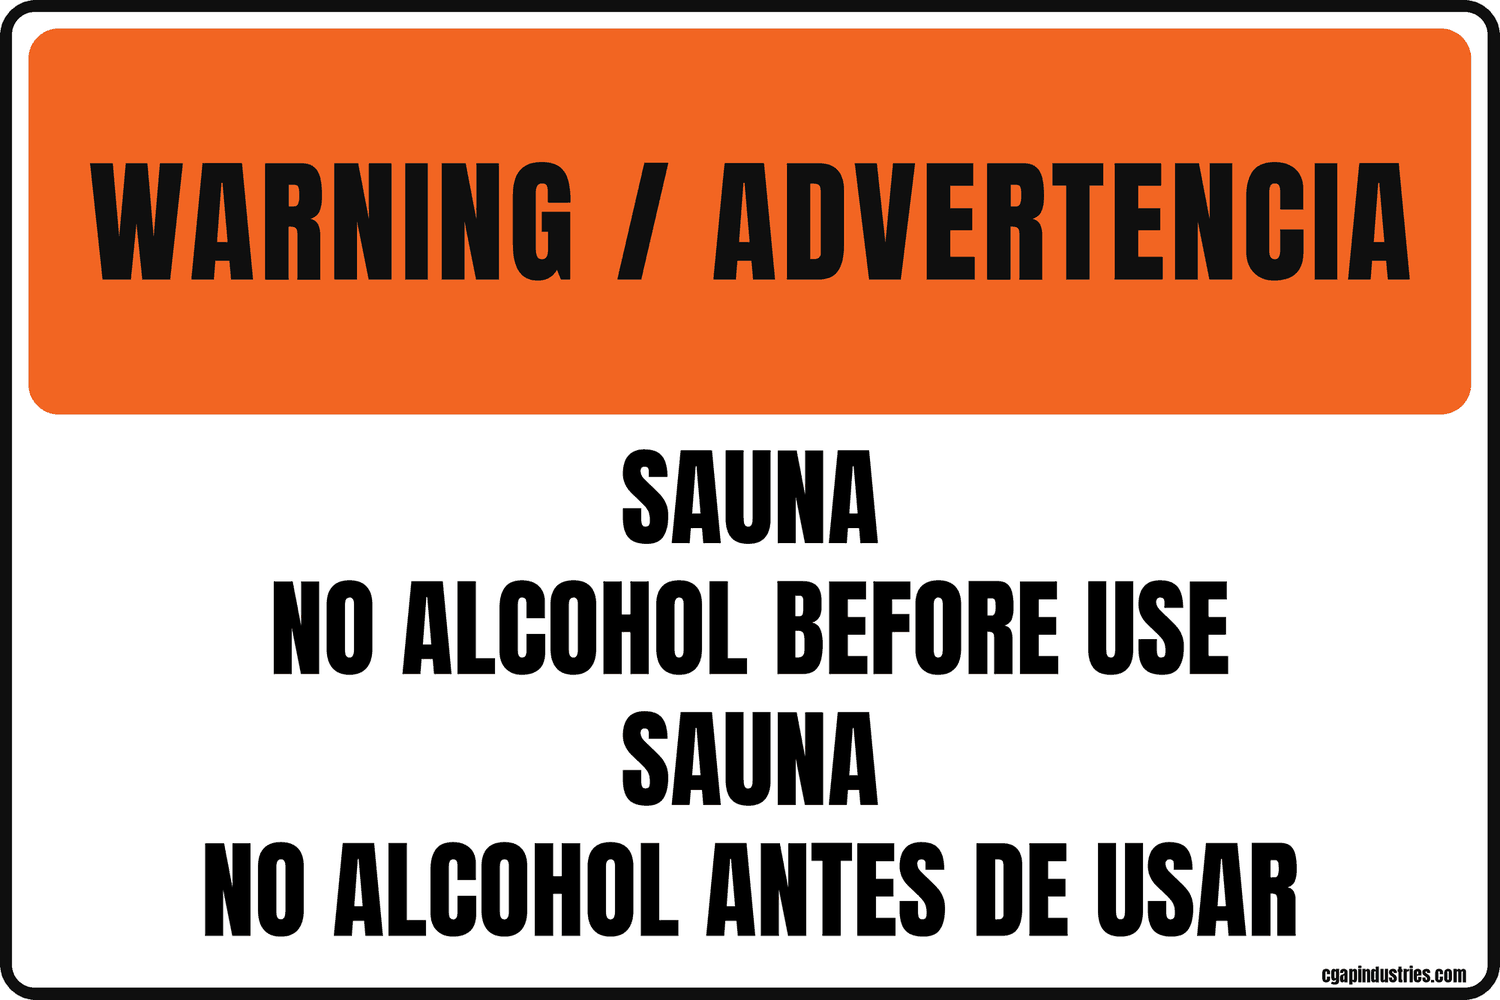 WARNING / ADVERTENCIA
SAUNA
NO ALCOHOL BEFORE USE
SAUNA
NO ALCOHOL ANTES DE USAR
cgapindustries.com